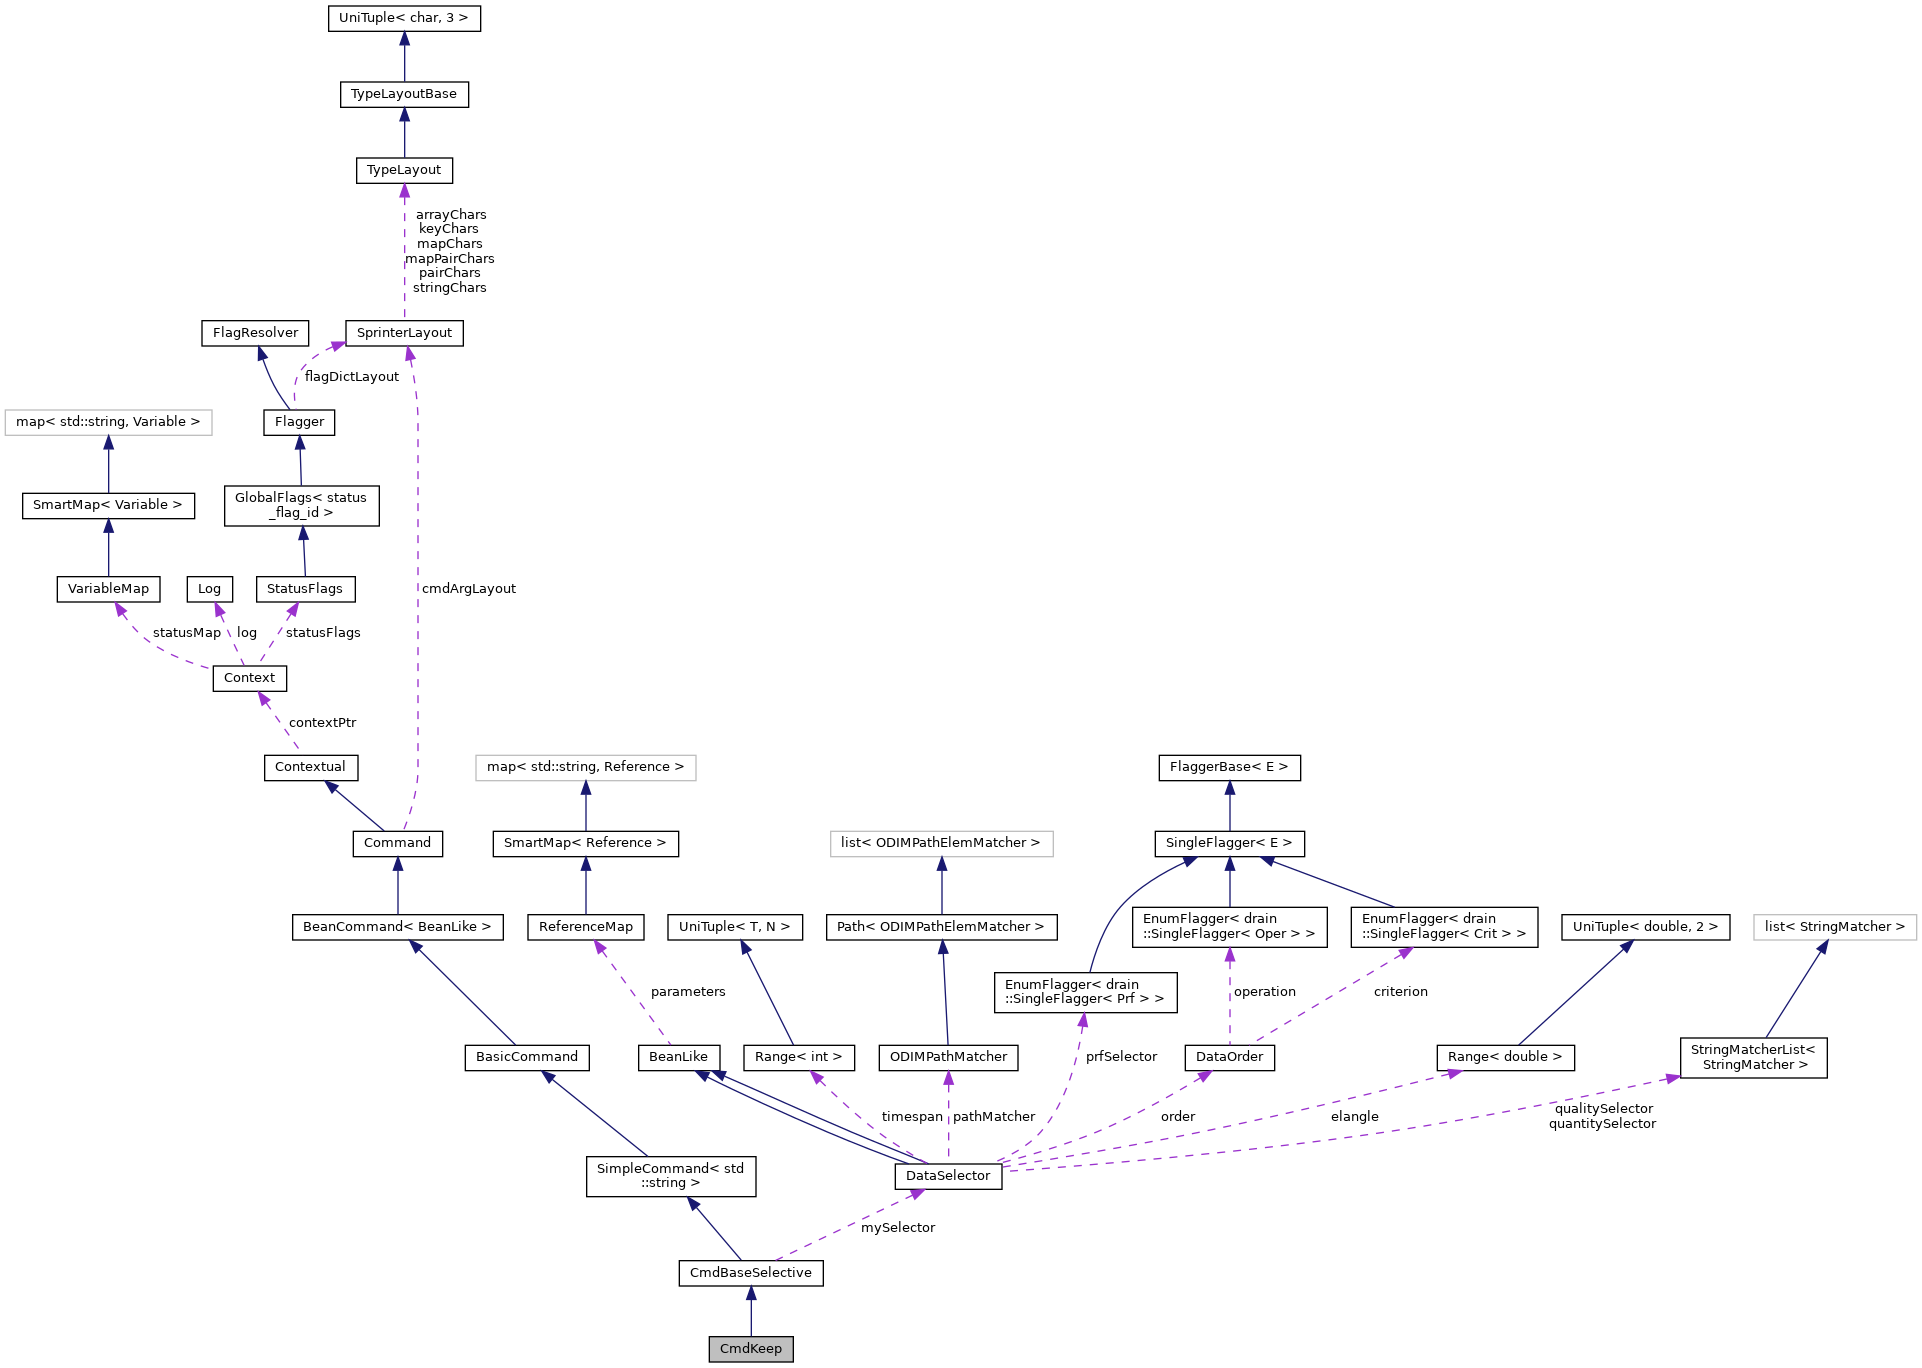 UniTuple< char, 3 >
TypeLayoutBase
TypeLayout
arrayChars
keyChars
mapChars
mapPairChars
pairChars
stringChars
FlagResolver
SprinterLayout
flagDictLayout
map< std::string, Variable >
Flagger
SmartMap< Variable >
GlobalFlags< status
_flag_id >
VariableMap
Log
StatusFlags
cmdArgLayout
statusMap
log
statusFlags
Context
contextPtr
Contextual
map< std::string, Reference >
FlaggerBase< E >
Command
SmartMap< Reference >
list< ODIMPathElemMatcher >
SingleFlagger< E >
BeanCommand< BeanLike >
ReferenceMap
UniTuple< T, N >
Path< ODIMPathElemMatcher >
EnumFlagger< drain
::SingleFlagger< Oper > >
EnumFlagger< drain
::SingleFlagger< Crit > >
UniTuple< double, 2 >
list< StringMatcher >
parameters
EnumFlagger< drain
::SingleFlagger< Prf > >
operation
criterion
BasicCommand
BeanLike
Range< int >
ODIMPathMatcher
prfSelector
DataOrder
Range< double >
StringMatcherList<
StringMatcher >
timespan
pathMatcher
order
elangle
qualitySelector
quantitySelector
SimpleCommand< std
::string >
DataSelector
mySelector
CmdBaseSelective
CmdKeep